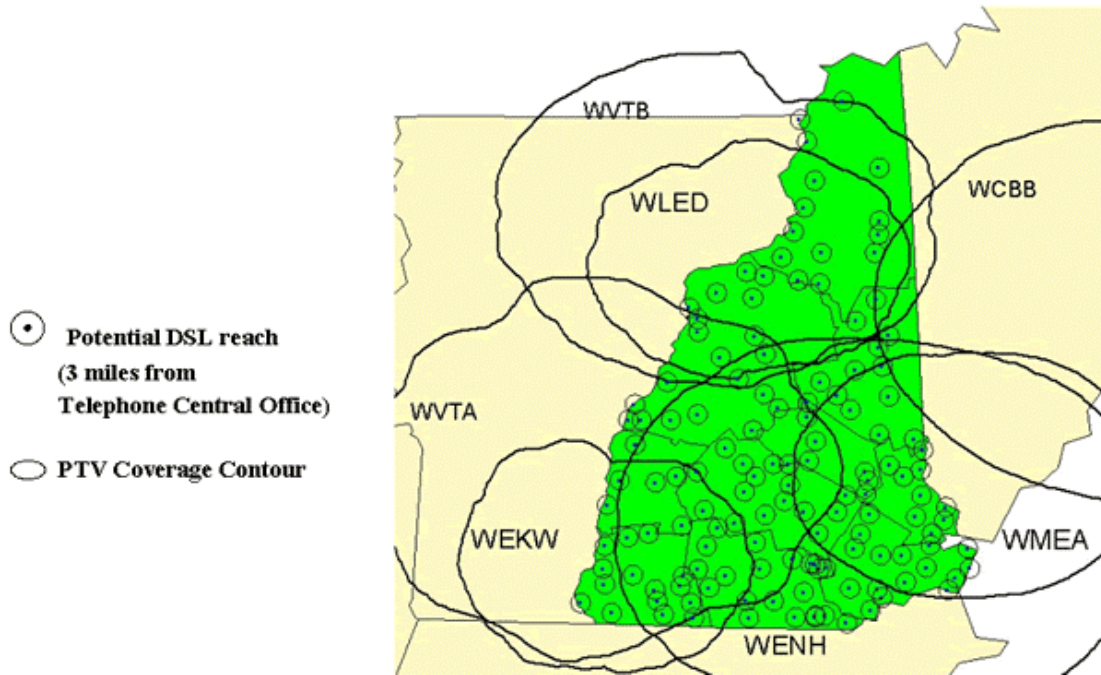 WVTB
WLED
WCBB
Potential DSL reach
(3 miles from
Telephone Central Office)
WVTA
PTV Coverage Contour
WEKW
WMEA
WENH